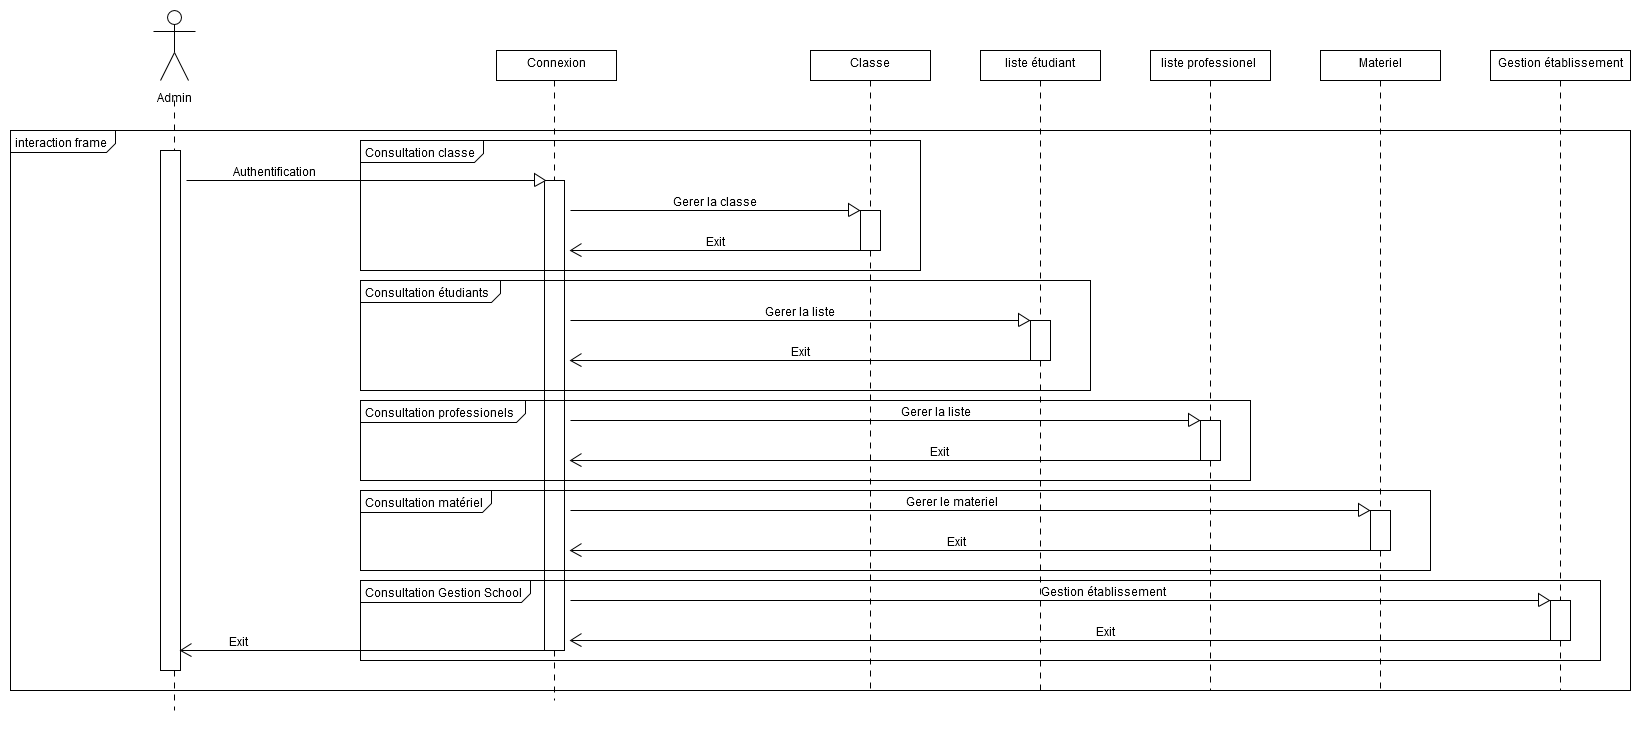 Admin
Connexion
Classe
liste étudiant
liste professionel
Materiel
Gestion établissement
interaction frame
Consultation classe
Authentification
Gerer la classe
Exit
Consultation étudiants
Gerer la liste
Exit
Consultation professionels
Gerer la liste
Exit
Consultation matériel
Gerer le materiel
Exit
Consultation Gestion School
Gestion établissement
Exit
Exit